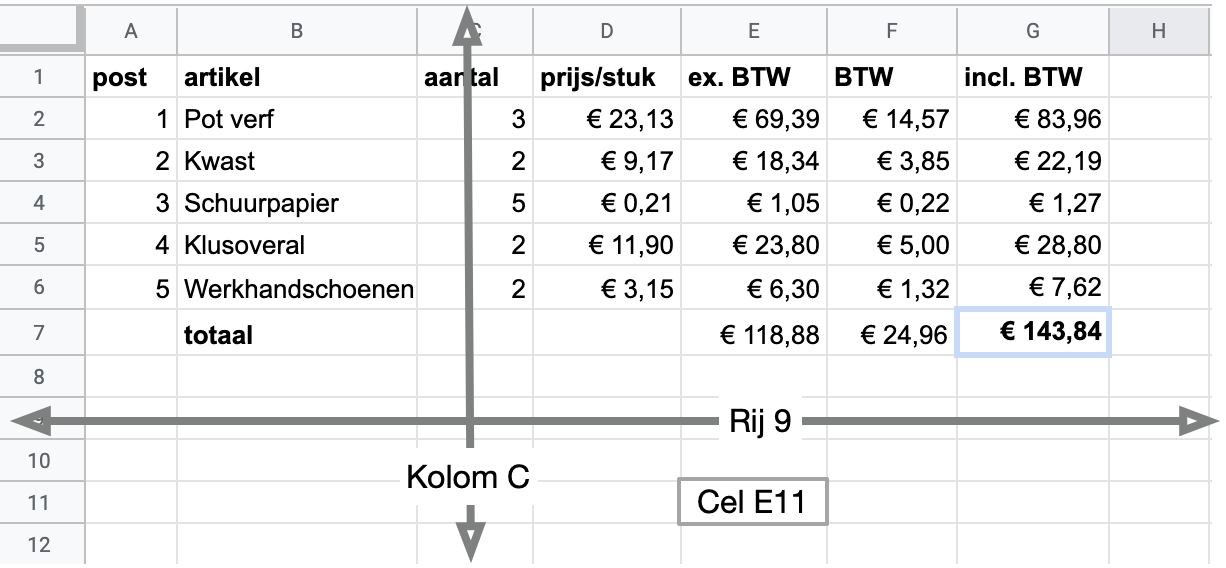 A B C D E F G H
1 post artikel aantal prijs/stuk ex. BTW BTW incl. BTW
2 1 Pot verf 3 € 23,13 € 69,39 € 14,57 € 83,96
3 2 Kwast 2 € 9,17 € 18,34 € 3,85 € 22,19
4 3 Schuurpapier 5 € 0,21 € 1,05 € 0,22 € 1,27
5 4 Klusoveral 2 € 11,90 € 23,80 € 5,00 € 28,80
6 5 Werkhandschoenen 2 € 3,15 € 6,30 € 1,32 € 7,62
7 totaal € 118,88 € 24,96 € 143,84
8
9 Rij 9
10
Kolom C
11 Cel E11
12